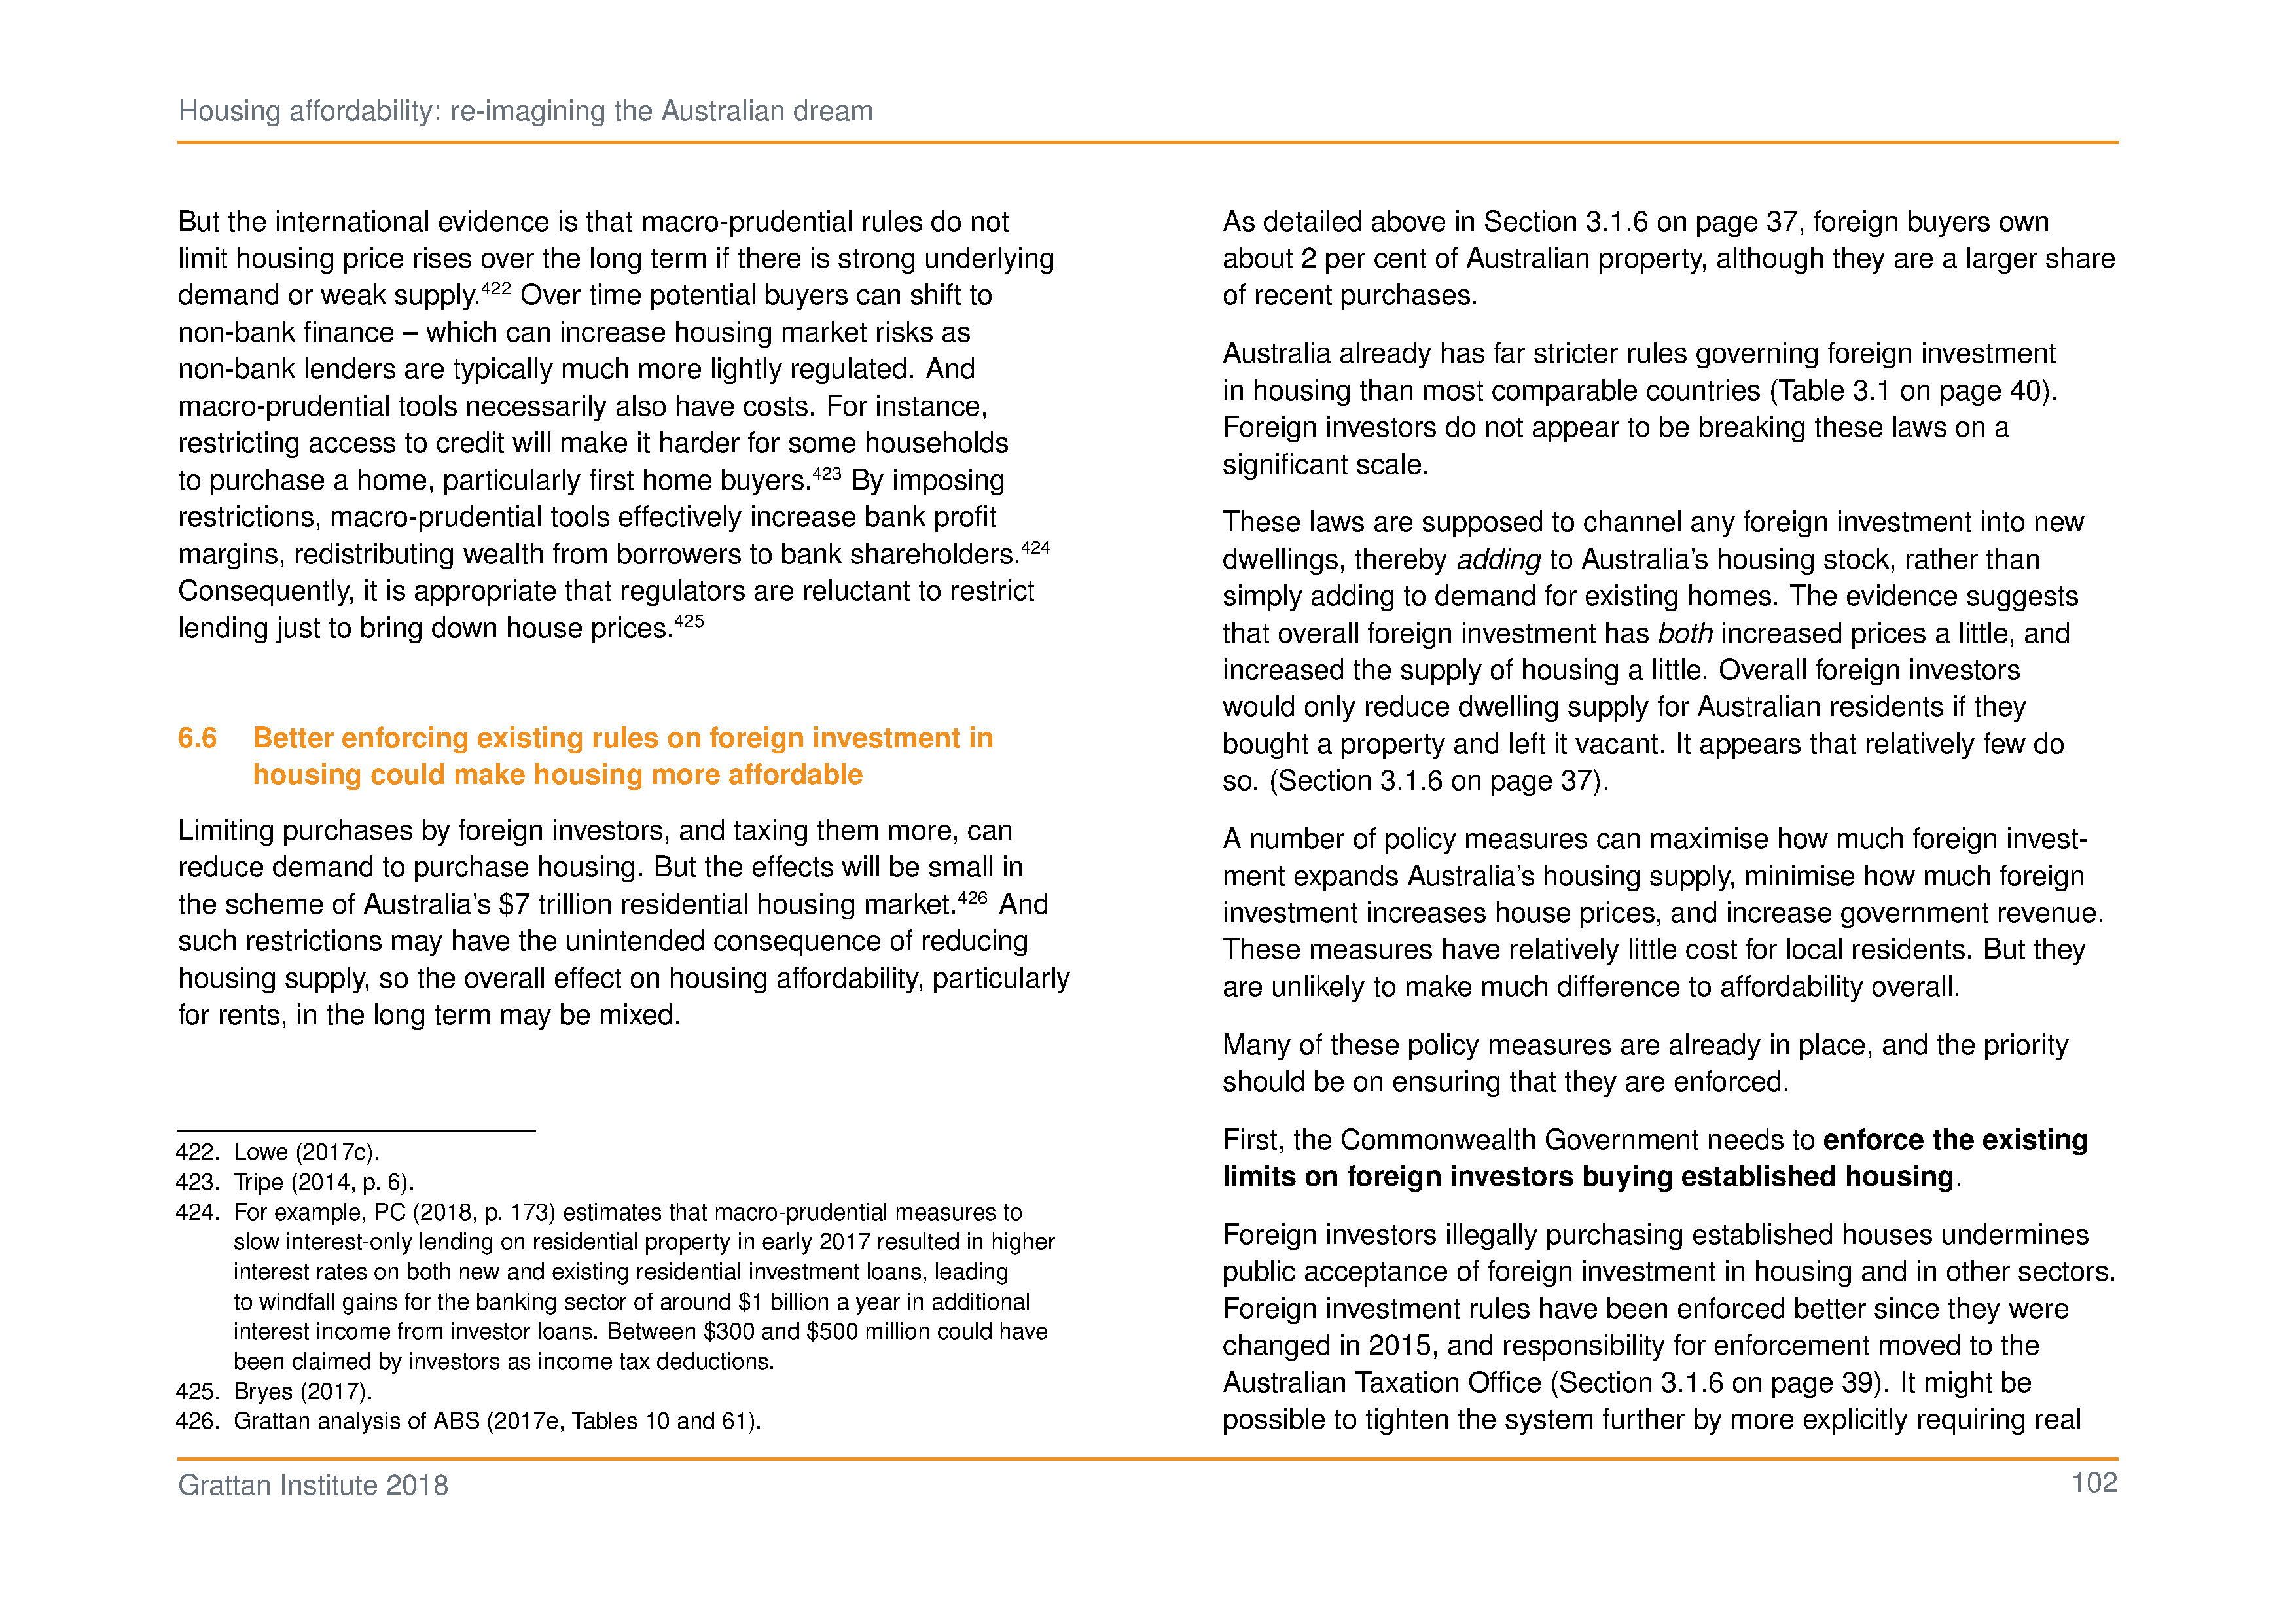 Housing affordability: re-imagining the Australian dream
But the international evidence is that macro-prudential rules do not
limit housing price rises over the long term if there is strong underlying
demand or weak supply.422 Over time potential buyers can shift to
non-bank finance – which can increase housing market risks as
non-bank lenders are typically much more lightly regulated. And
macro-prudential tools necessarily also have costs. For instance,
restricting access to credit will make it harder for some households
to purchase a home, particularly first home buyers.423 By imposing
restrictions, macro-prudential tools effectively increase bank profit
margins, redistributing wealth from borrowers to bank shareholders.424
Consequently, it is appropriate that regulators are reluctant to restrict
lending just to bring down house prices.425
6.6 Better enforcing existing rules on foreign investment in
housing could make housing more affordable
Limiting purchases by foreign investors, and taxing them more, can
reduce demand to purchase housing. But the effects will be small in
the scheme of Australia's $7 trillion residential housing market.426 And
such restrictions may have the unintended consequence of reducing
housing supply, so the overall effect on housing affordability, particularly
for rents, in the long term may be mixed.
422. Lowe (2017c).
423. Tripe (2014, p. 6).
424. For example, PC (2018, p. 173) estimates that macro-prudential measures to
slow interest-only lending on residential property in early 2017 resulted in higher
interest rates on both new and existing residential investment loans, leading
to windfall gains for the banking sector of around $1 billion a year in additional
interest income from investor loans. Between $300 and $500 million could have
been claimed by investors as income tax deductions.
425. Bryes (2017).
426. Grattan analysis of ABS (2017e, Tables 10 and 61).
As detailed above in Section 3.1.6 on page 37, foreign buyers own
about 2 per cent of Australian property, although they are a larger share
of recent purchases.
Australia already has far stricter rules governing foreign investment
in housing than most comparable countries (Table 3.1 on page 40).
Foreign investors do not appear to be breaking these laws on a
significant scale.
These laws are supposed to channel any foreign investment into new
dwellings, thereby adding to Australia's housing stock, rather than
simply adding to demand for existing homes. The evidence suggests
that overall foreign investment has both increased prices a little, and
increased the supply of housing a little. Overall foreign investors
would only reduce dwelling supply for Australian residents if they
bought a property and left it vacant. It appears that relatively few do
so. (Section 3.1.6 on page 37).
A number of policy measures can maximise how much foreign invest-
ment expands Australia's housing supply, minimise how much foreign
investment increases house prices, and increase government revenue.
These measures have relatively little cost for local residents. But they
are unlikely to make much difference to affordability overall.
Many of these policy measures are already in place, and the priority
should be on ensuring that they are enforced.
First, the Commonwealth Government needs to enforce the existing
limits on foreign investors buying established housing.
Foreign investors illegally purchasing established houses undermines
public acceptance of foreign investment in housing and in other sectors.
Foreign investment rules have been enforced better since they were
changed in 2015, and responsibility for enforcement moved to the
Australian Taxation Office (Section 3.1.6 on page 39). It might be
possible to tighten the system further by more explicitly requiring real
Grattan Institute 2018
102